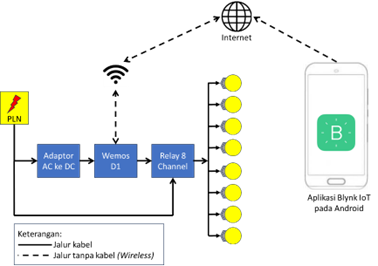 Internet
PLN
Adaptor
AC ke DC
Wemos
D1
Relay 8
Channel
B
Aplikasi Blynk IoT
pada Android
Keterangan:
Jalur kabel
Jalur tanpa kabel (Wireless)